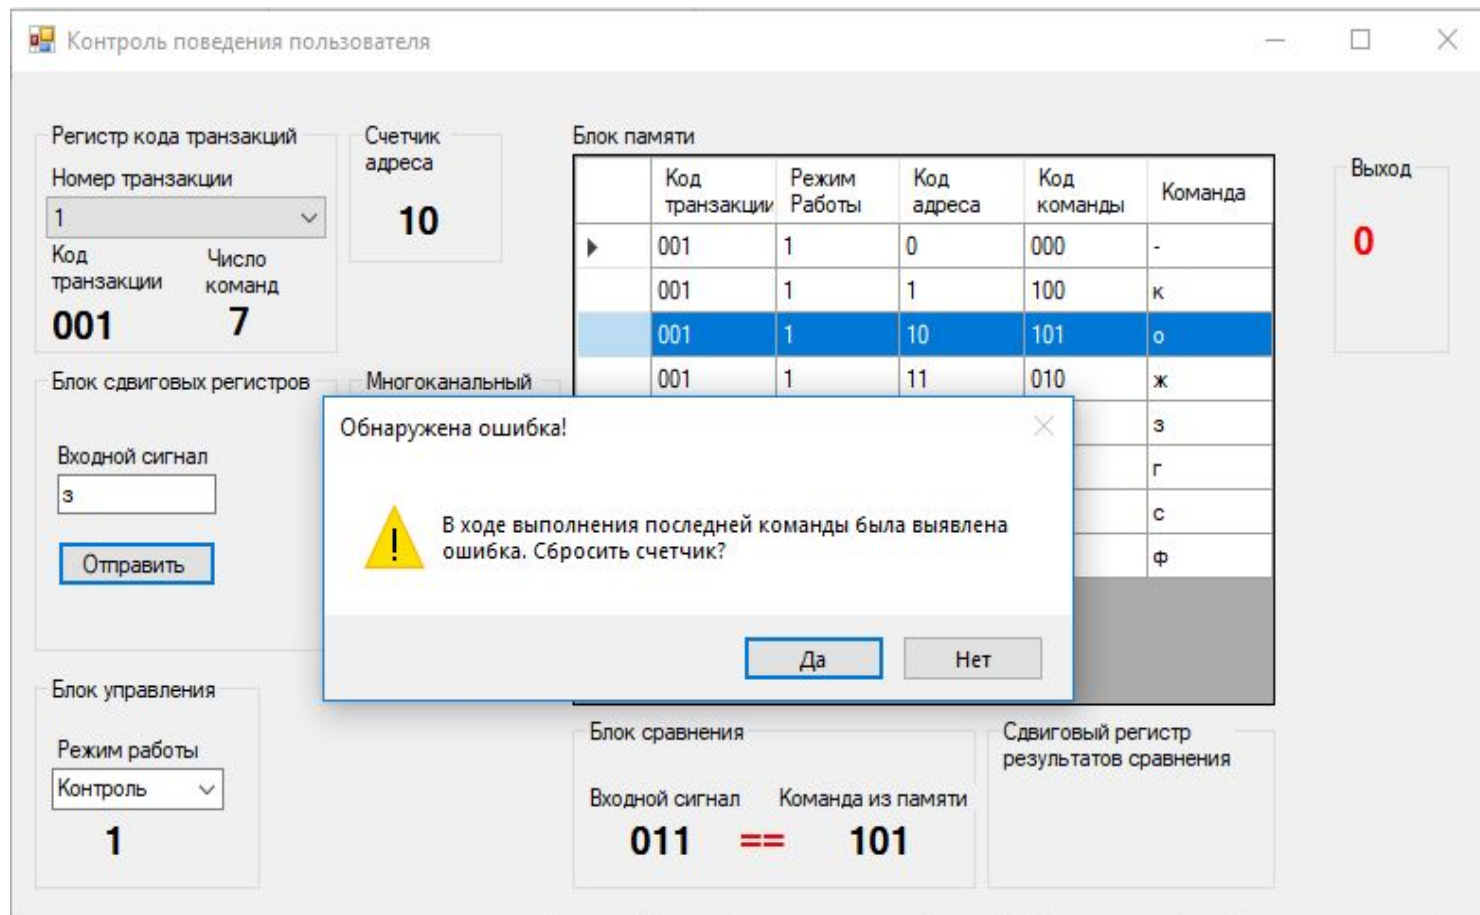 Контроль поведения пользователя
Регистр кода транзакций
Номер транзакции
1
Код
транзакции
Число
команд
001
7
Счетчик
адреса
10
Блок памяти
Код транзакции Режим Работы Код адреса Код команды Команда
001 1 0 000 -
001 1 1 100 к
001 1 10 101 о
001 1 11 010 ж
з
г
с
ф
Выход
0
Блок сдвиговых регистров
Входной сигнал
з
Отправить
Многоканальный
Обнаружена ошибка!
В ходе выполнения последней команды была выявлена
ошибка. Сбросить счетчик?
Да
Нет
Блок управления
Режим работы
Контроль
1
Блок сравнения
Входной сигнал
Команда из памяти
011 == 101
Сдвиговый регистр
результатов сравнения